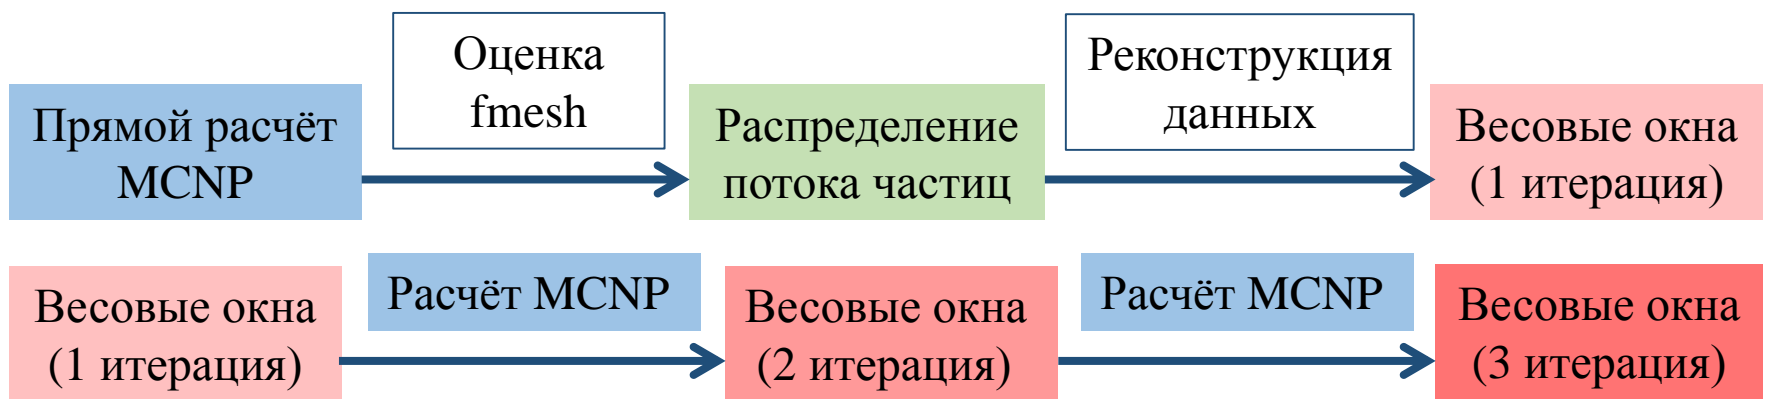 Прямой расчёт
MCNP
Оценка
fmesh
Распределение
потока частиц
Реконструкция
данных
Весовые окна
(1 итерация)
Весовые окна
(1 итерация)
Расчёт MCNP
Весовые окна
(2 итерация)
Расчёт MCNP
Весовые окна
(3 итерация)